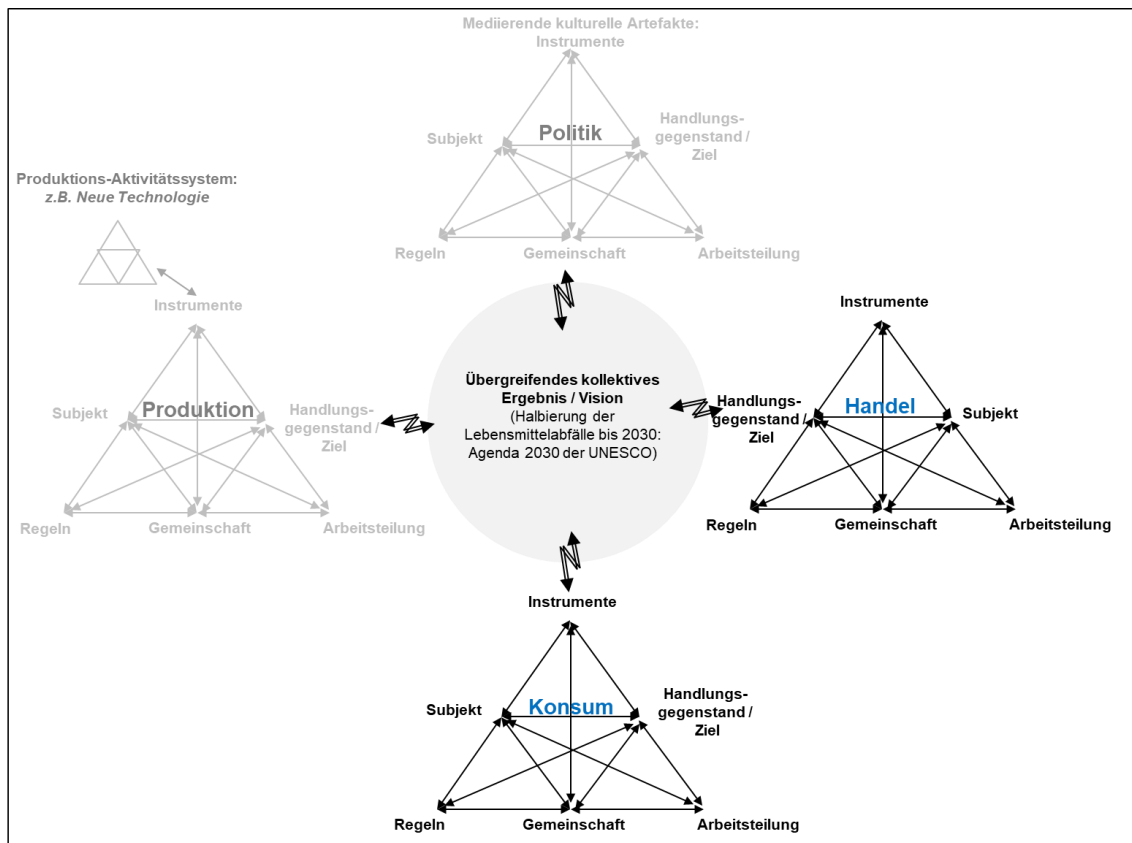 Mediierende kulturelle Artefakte:
Instrumente
Politik
Subjekt
Handlungs-
gegenstand /
Ziel
Regeln
Gemeinschaft
Arbeitsteilung
Produktions-Aktivitätssystem:
z.B. Neue Technologie
Instrumente
Produktion
Subjekt
Handlungs-
gegenstand /
Ziel
Regeln
Gemeinschaft
Arbeitsteilung
Übergreifendes kollektives
Ergebnis / Vision
(Halbierung der
Lebensmittelabfälle bis 2030:
Agenda 2030 der UNESCO)
Instrumente
Handlungs-
gegenstand /
Ziel
Handel
Subjekt
Regeln
Gemeinschaft
Arbeitsteilung
Instrumente
Subjekt
Konsum
Handlungs-
gegenstand /
Ziel
Regeln
Gemeinschaft
Arbeitsteilung